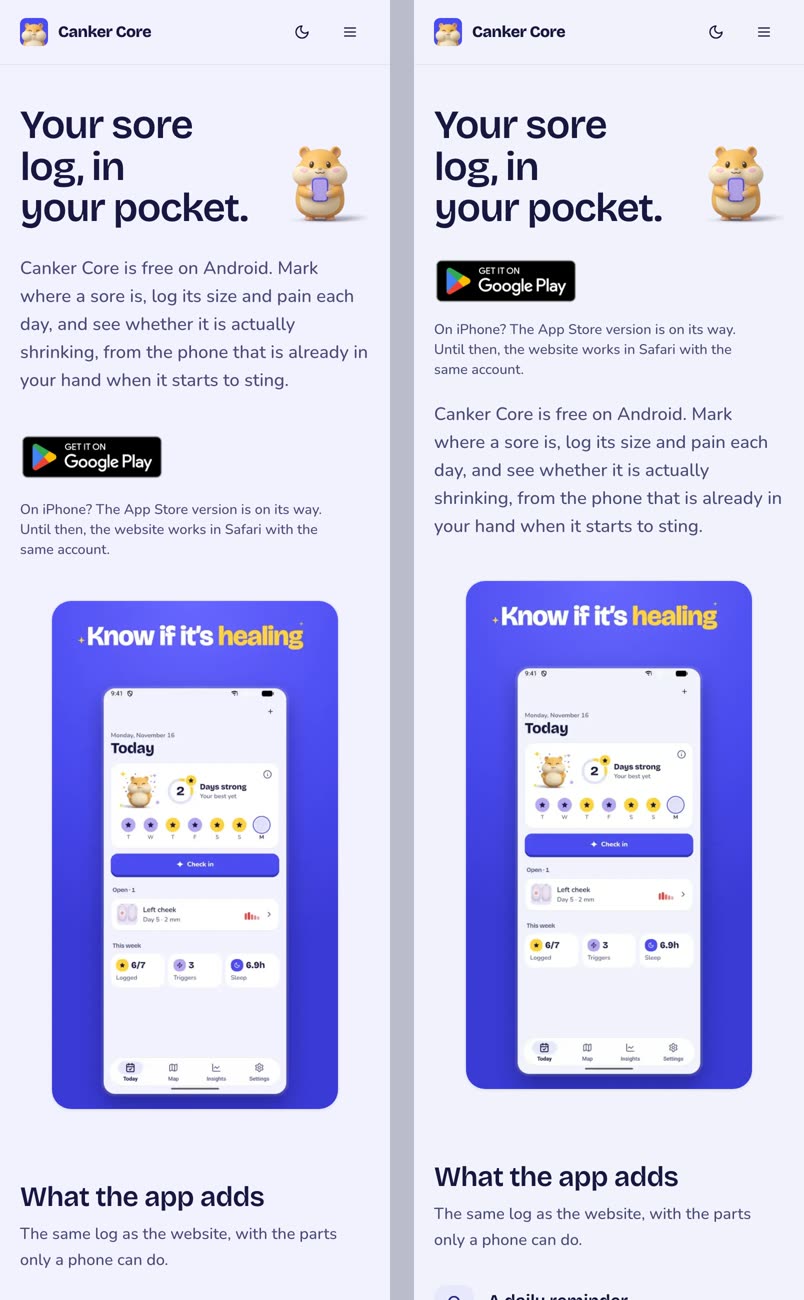 Canker Core
Your sore
log, in
your pocket.
Canker Core is free on Android. Mark
where a sore is, log its size and pain each
day, and see whether it is actually
shrinking, from the phone that is already in
your hand when it starts to sting.
GET IT ON
Google Play
On iPhone? The App Store version is on its way.
Until then, the website works in Safari with the
same account.
Know if it's healing
9:41
Monday, November 16
Today
2
Days strong
Your best yet
T W T F S S M
Check in
Open · 1
Left cheek
Day 5 · 2 mm
This week
6/7 3 6.9h
Logged Triggers Sleep
Today Map Insights Settings
What the app adds
The same log as the website, with the parts
only a phone can do.
Canker Core
Your sore
log, in
your pocket.
GET IT ON
Google Play
On iPhone? The App Store version is on its way.
Until then, the website works in Safari with the
same account.
Canker Core is free on Android. Mark
where a sore is, log its size and pain each
day, and see whether it is actually
shrinking, from the phone that is already in
your hand when it starts to sting.
Know if it's healing
9:41
Monday, November 16
Today
2
Days strong
Your best yet
T W T F S S M
Check in
Open · 1
Left cheek
Day 5 · 2 mm
This week
6/7 3 6.9h
Logged Triggers Sleep
Today Map Insights Settings
What the app adds
The same log as the website, with the parts
only a phone can do.
A daily reminder